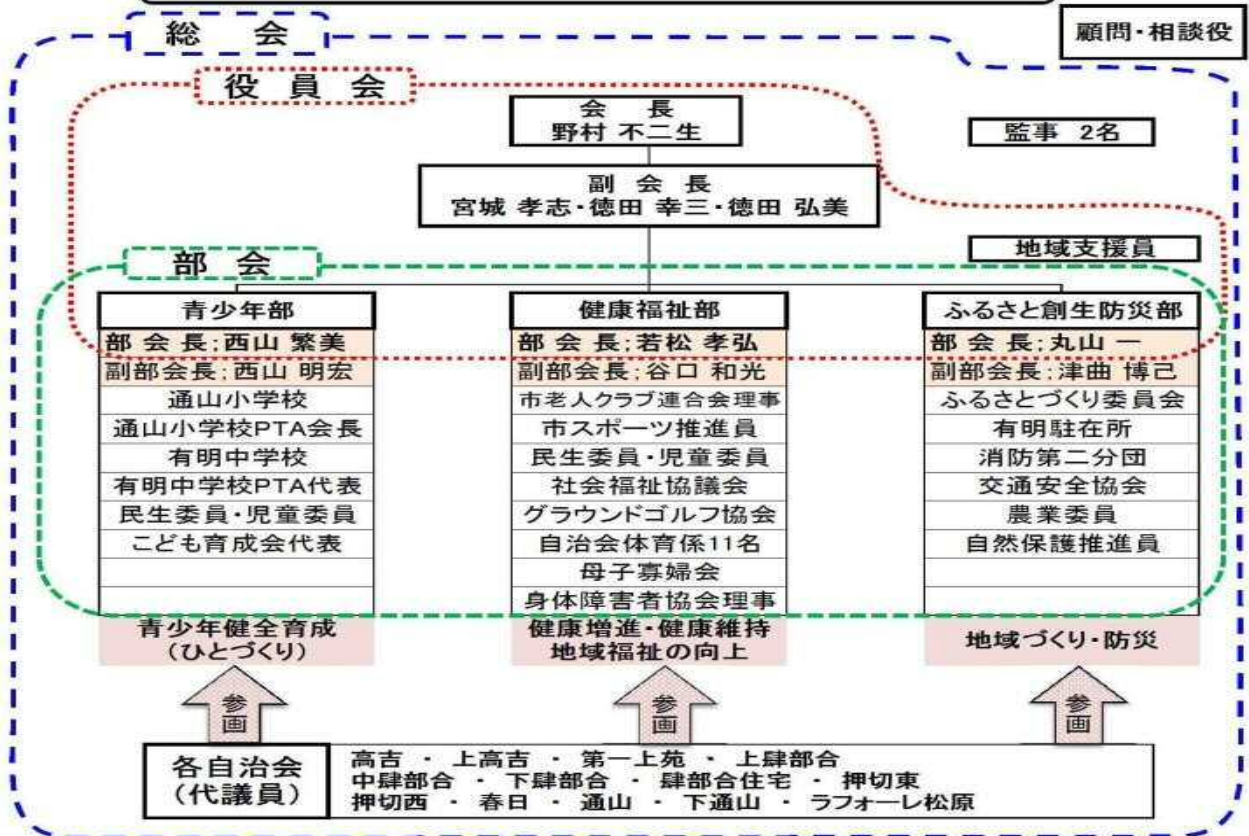 総 会
顧問・相談役
役 員 会
会 長
野村 不二生
監事 2名
副 会 長
宮城 孝志・徳田 幸三・徳田 弘美
地域支援員
部 会
青少年部
部 会 長;西山 繁美
副部会長;西山 明宏
通山小学校
通山小学校PTA会長
有明中学校
有明中学校PTA代表
民生委員・児童委員
こども育成会代表
青少年健全育成
(ひとづくり)
健康福祉部
部 会 長;若松 孝弘
副部会長;谷口 和光
市老人クラブ連合会理事
市スポーツ推進員
民生委員・児童委員
社会福祉協議会
グラウンドゴルフ協会
自治会体育係11名
母子寡婦会
身体障害者協会理事
健康増進・健康維持
地域福祉の向上
ふるさと創生防災部
部 会 長;丸山 一
副部会長;津曲 博己
ふるさとづくり委員会
有明駐在所
消防第二分団
交通安全協会
農業委員
自然保護推進員
地域づくり・防災
参画
参画
参画
各自治会
(代議員)
高吉 ・ 上高吉 ・ 第一上苑 ・ 上肆部合
中肆部合 ・ 下肆部合 ・ 肆部合住宅 ・ 押切東
押切西 ・ 春日 ・ 通山 ・ 下通山 ・ ラフォーレ松原